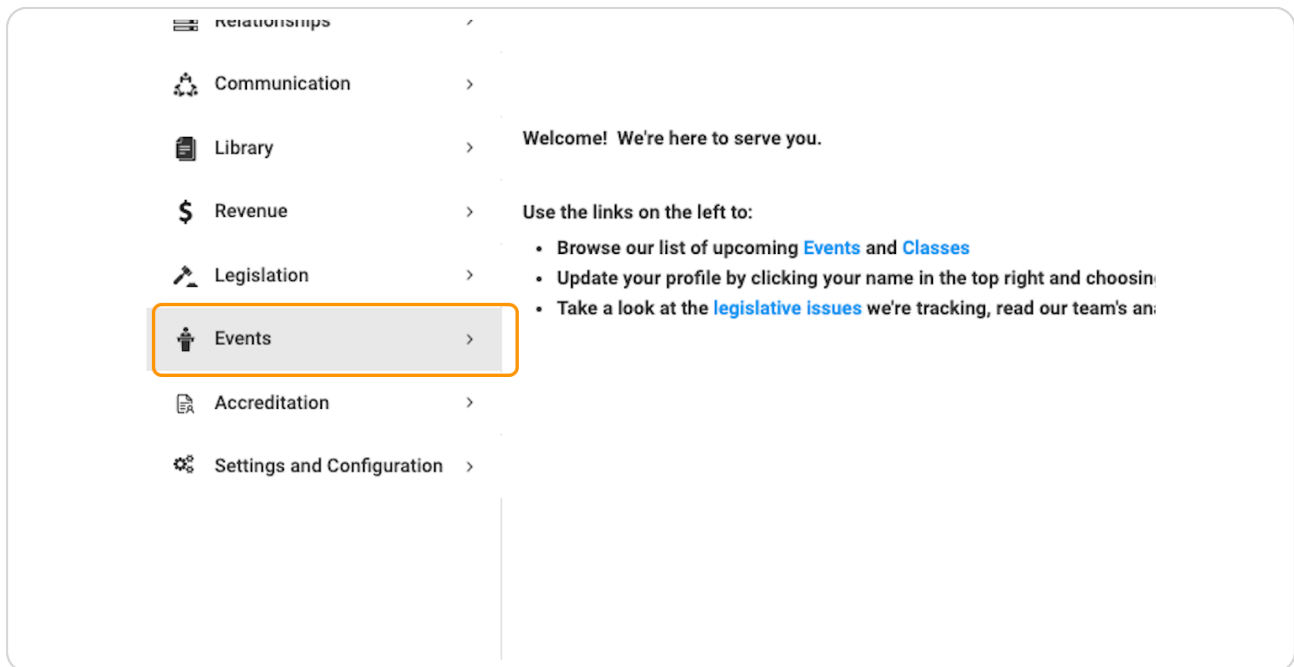 Relationships
Communication
Library
Revenue
Legislation
Events
Accreditation
Settings and Configuration
Welcome!  We're here to serve you.
Use the links on the left to:
• Browse our list of upcoming Events and Classes
• Update your profile by clicking your name in the top right and choosing
• Take a look at the legislative issues we're tracking, read our team's